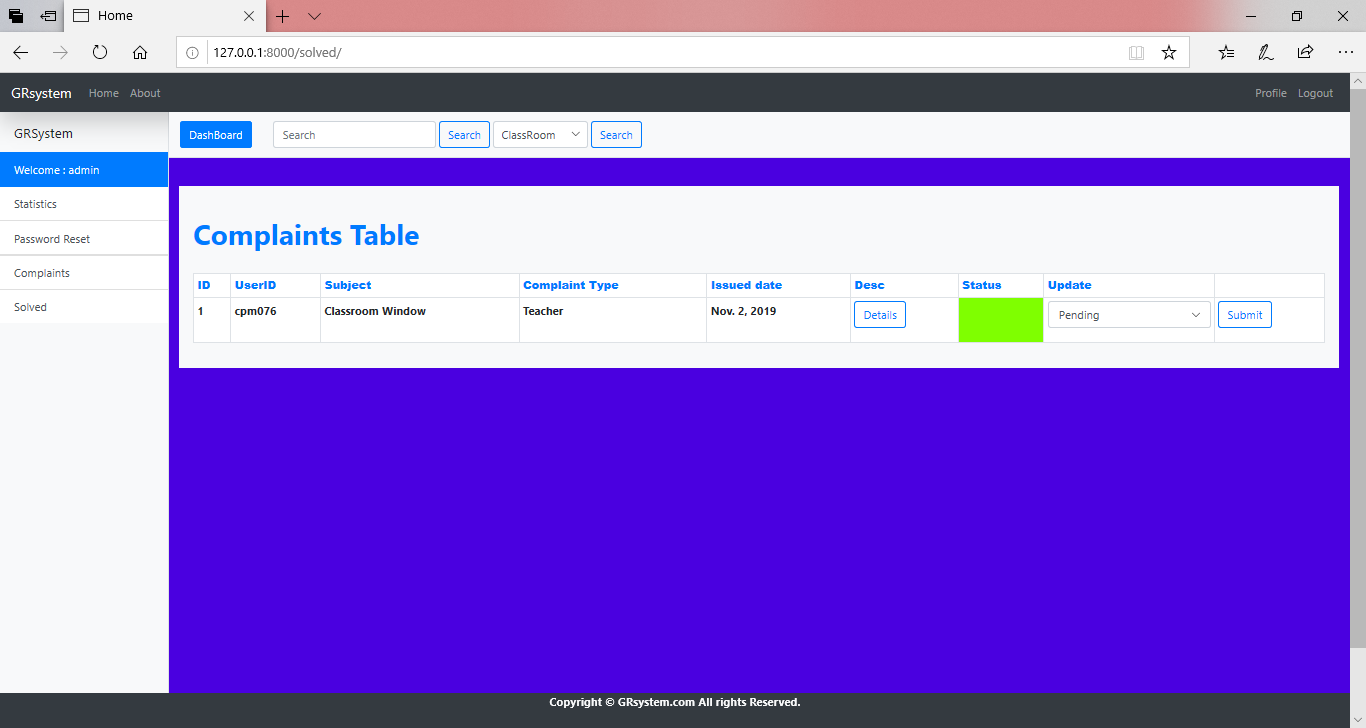 Home
127.0.0.1:8000/solved/
GRsystem Home About Profile Logout
GRSystem DashBoard Search Search ClassRoom Search
Welcome : admin
Statistics
Password Reset
Complaints
Solved
Complaints Table
ID UserID Subject Complaint Type Issued date Desc Status Update
1 cpm076 Classroom Window Teacher Nov. 2, 2019 Details Pending Submit
Copyright © GRsystem.com All rights Reserved.